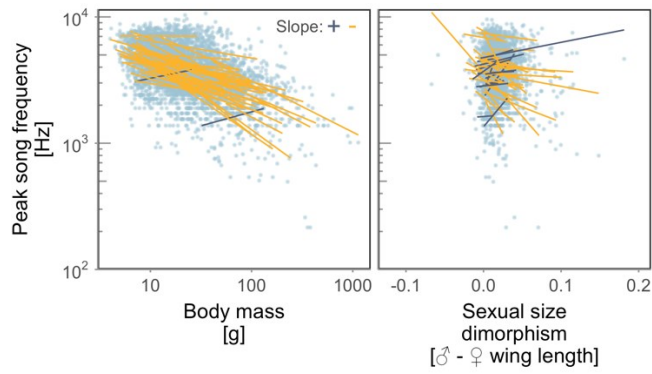 Peak song frequency
[Hz]
10⁴
10³
10²
Slope: + -
10
100
1000
Body mass
[g]
-0.1
0.0
0.1
0.2
Sexual size
dimorphism
[♂ - ♀ wing length]